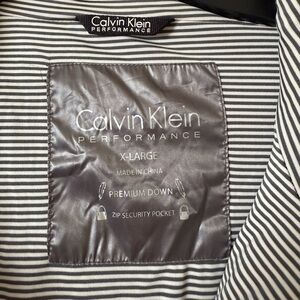 Calvin Klein
PERFORMANCE
Calvin Klein
PERFORMANCE
X-LARGE
MADE IN CHINA
PREMIUM DOWN
ZIP SECURITY POCKET